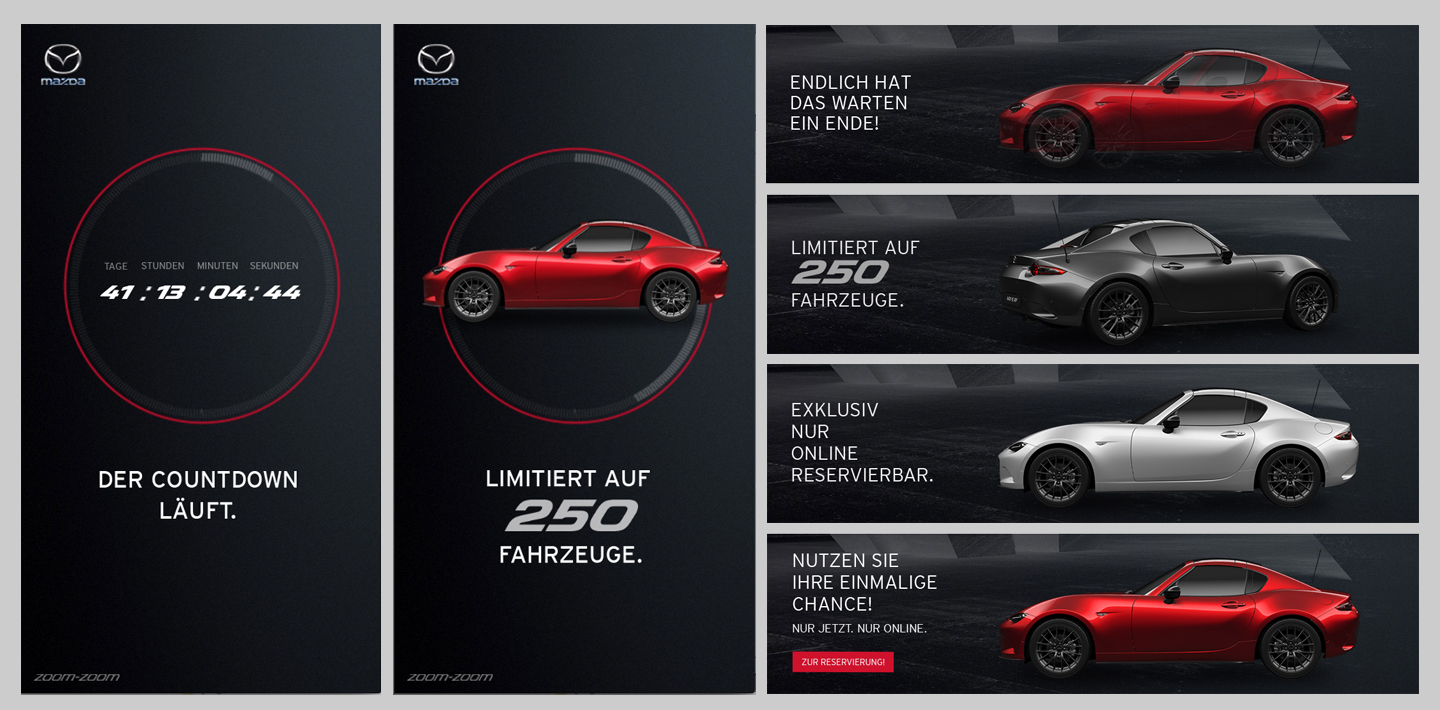 mazda
TAGE STUNDEN MINUTEN SEKUNDEN
41 : 13 : 04 : 44
DER COUNTDOWN
LÄUFT.
zoom-zoom
mazda
LIMITIERT AUF
250
FAHRZEUGE.
zoom-zoom
ENDLICH HAT
DAS WARTEN
EIN ENDE!
LIMITIERT AUF
250
FAHRZEUGE.
EXKLUSIV
NUR
ONLINE
RESERVIERBAR.
NUTZEN SIE
IHRE EINMALIGE
CHANCE!
NUR JETZT. NUR ONLINE.
ZUR RESERVIERUNG!